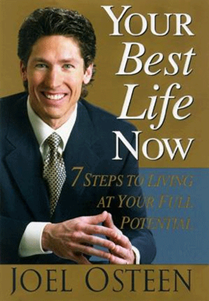 YOUR
BEST
LIFE
NOW
7 STEPS TO LIVING
AT YOUR FULL
POTENTIAL
JOEL OSTEEN